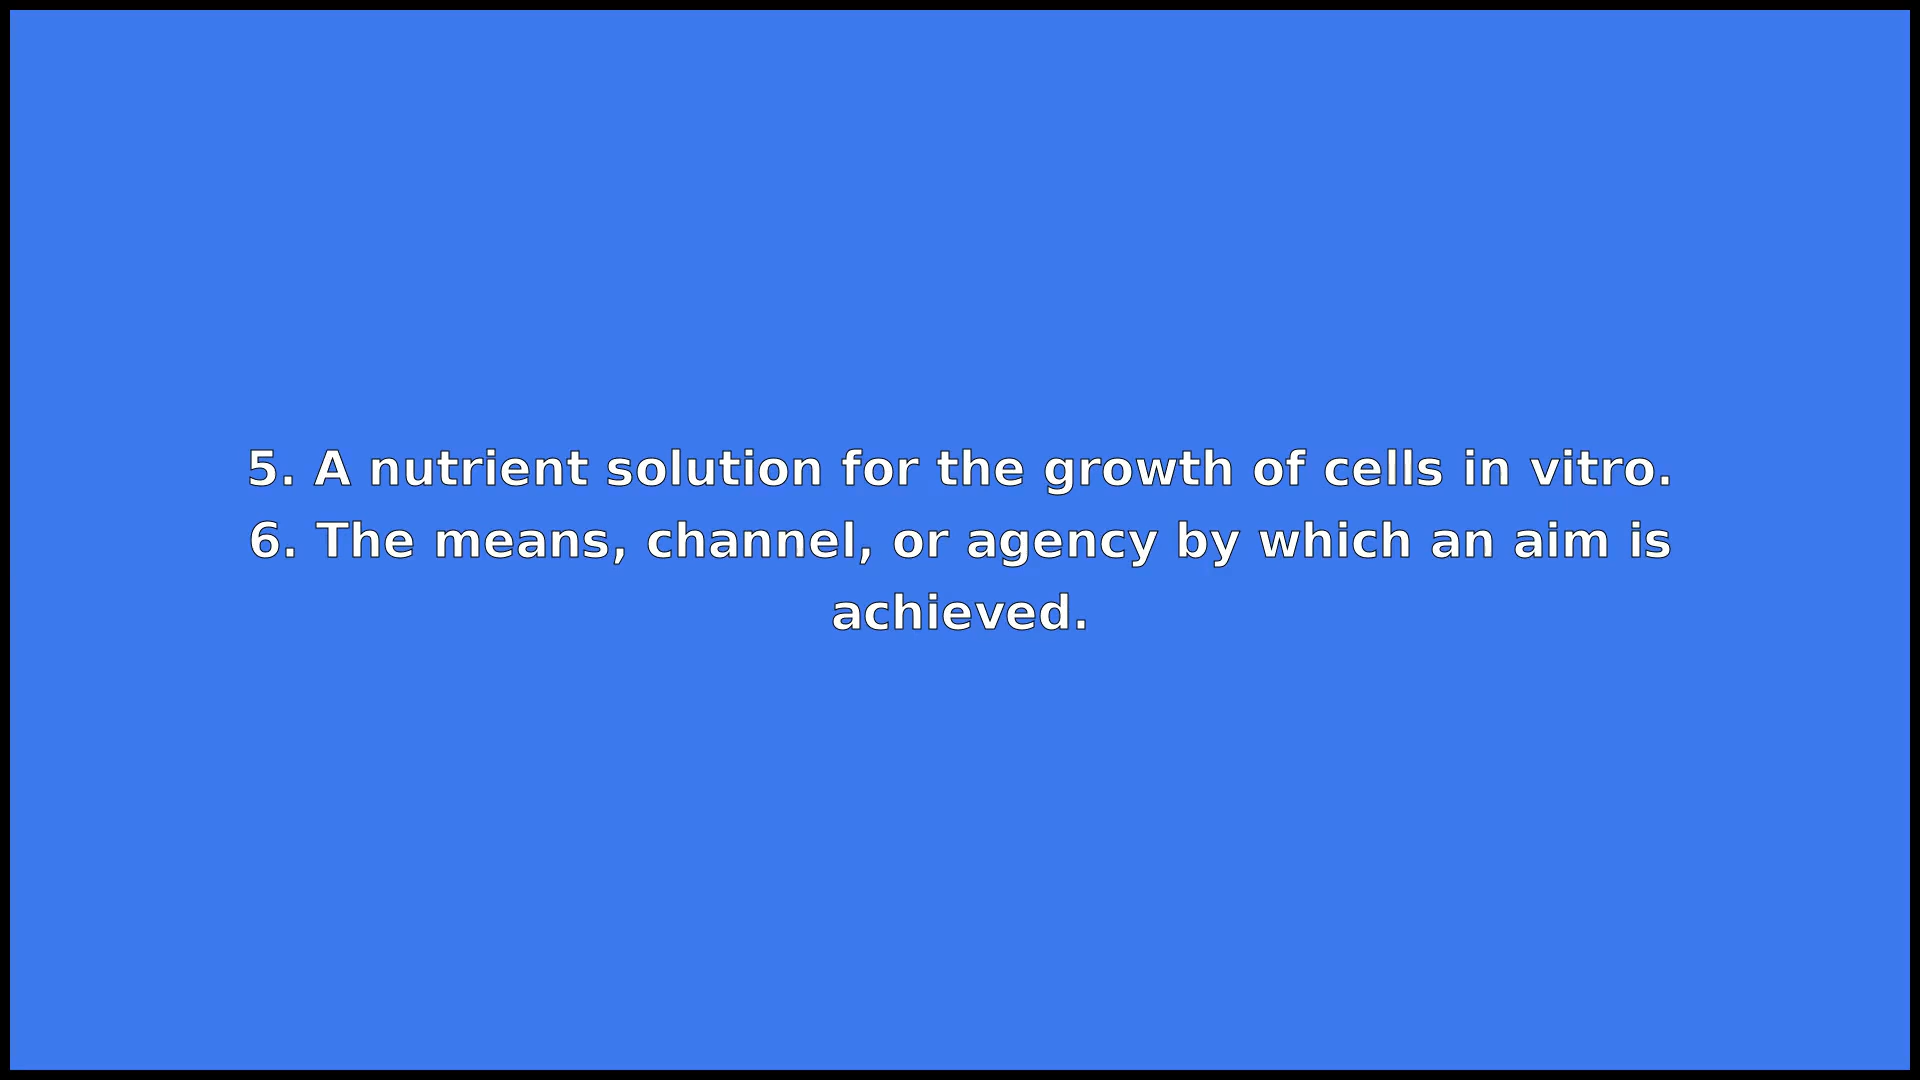 5. A nutrient solution for the growth of cells in vitro.
6. The means, channel, or agency by which an aim is
achieved.